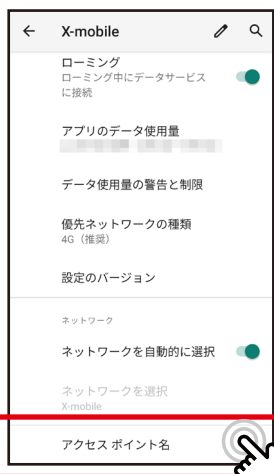 X-mobile
ローミング
ローミング中にデータサービス
に接続
アプリのデータ使用量
データ使用量の警告と制限
優先ネットワークの種類
4G（推奨）
設定のバージョン
ネットワーク
ネットワークを自動的に選択
ネットワークを選択
X-mobile
アクセス ポイント名